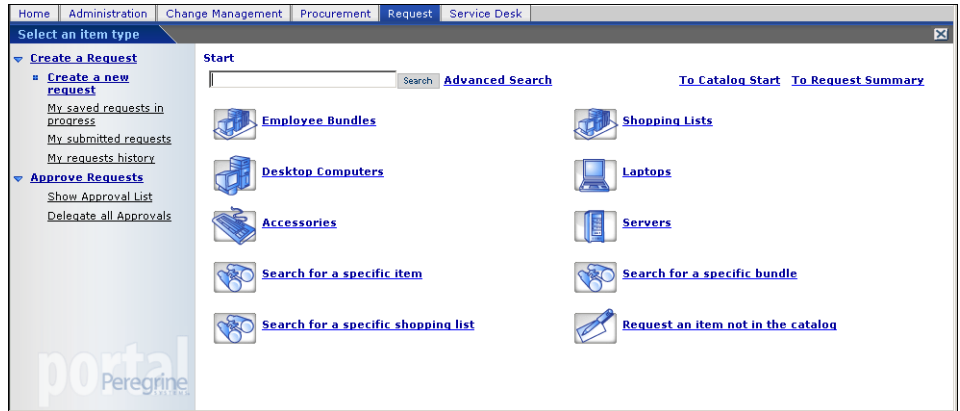 Home Administration Change Management Procurement Request Service Desk
Select an item type
Create a Request
Create a new
request
My saved requests in
progress
My submitted requests
My requests history
Approve Requests
Show Approval List
Delegate all Approvals
Start
Search Advanced Search To Catalog Start To Request Summary
Employee Bundles Shopping Lists
Desktop Computers Laptops
Accessories Servers
Search for a specific item Search for a specific bundle
Search for a specific shopping list Request an item not in the catalog
portal
Peregrine
SYSTEMS